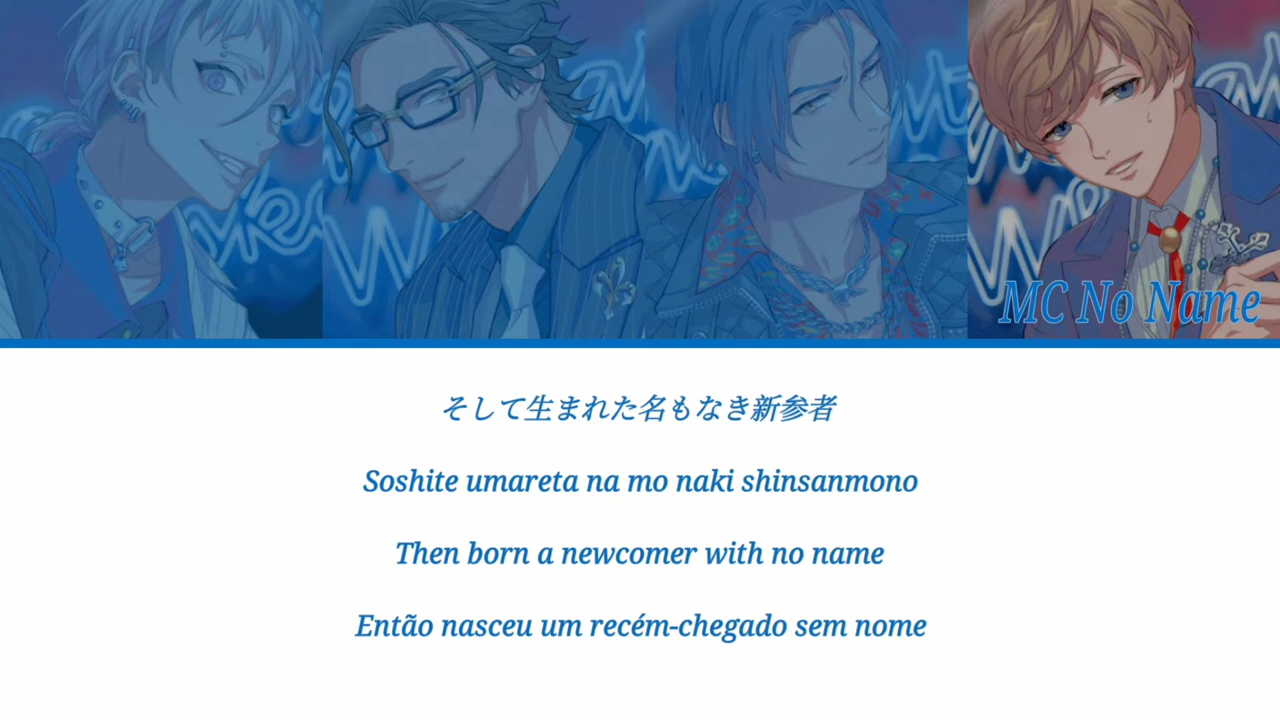 MC No Name
そして生まれた名もなき新参者
Soshite umareta na mo naki shinsanmono
Then born a newcomer with no name
Então nasceu um recém-chegado sem nome